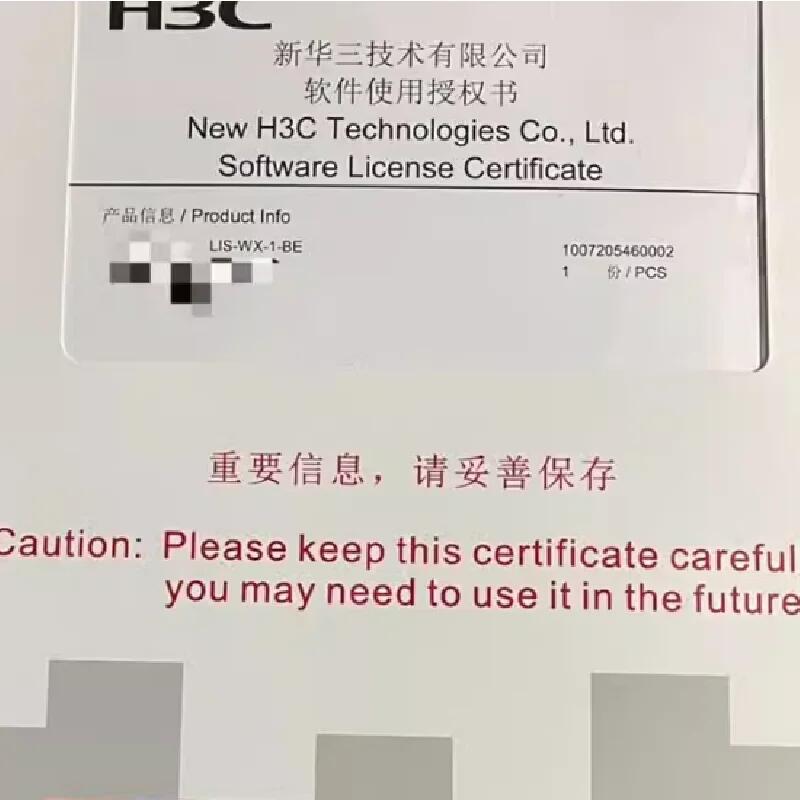 H3C
新华三技术有限公司
软件使用授权书
New H3C Technologies Co., Ltd.
Software License Certificate
产品信息 / Product Info
LIS-WX-1-BE
1007205460002
1 份 / PCS
重要信息，请妥善保存
Caution: Please keep this certificate careful
you may need to use it in the future